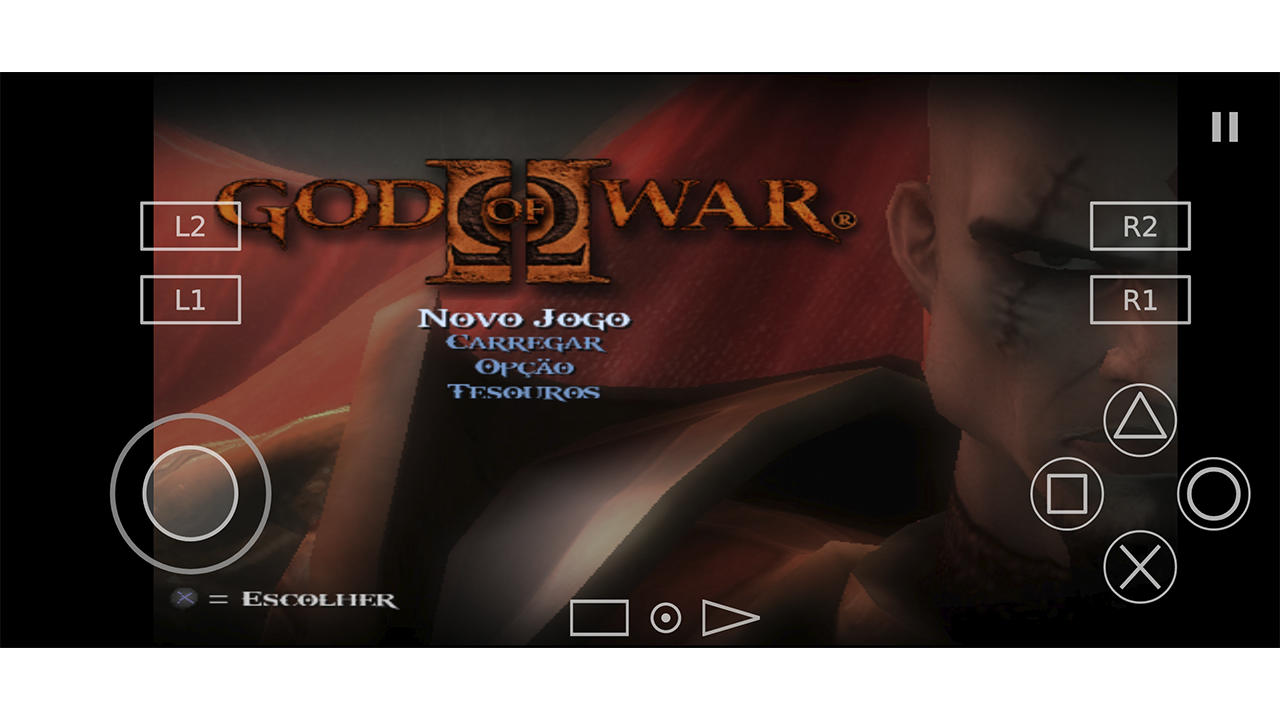 GOD OF WAR®
II
L2
R2
L1
R1
Novo Jogo
Carregar
Opção
Tesouros
= Escolher